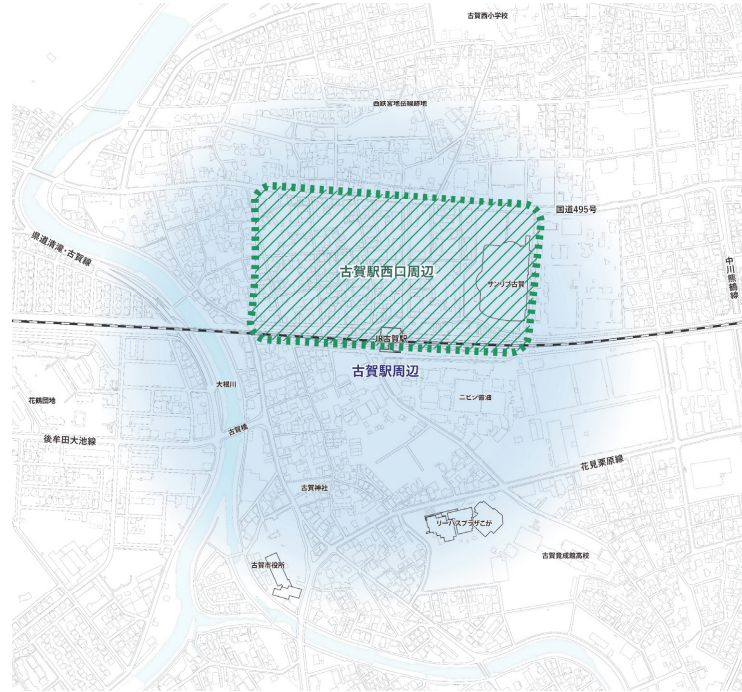 古賀西小学校
西鉄宮地岳線跡地
国道495号
県道清滝・古賀線
中川熊鶴線
古賀駅西口周辺
サンリブ古賀
JR古賀駅
古賀駅周辺
大根川
花鶴団地
ニビシ醤油
古賀橋
後牟田大池線
花見栗原線
古賀神社
リーパスプラザこが
古賀竟成館高校
古賀市役所